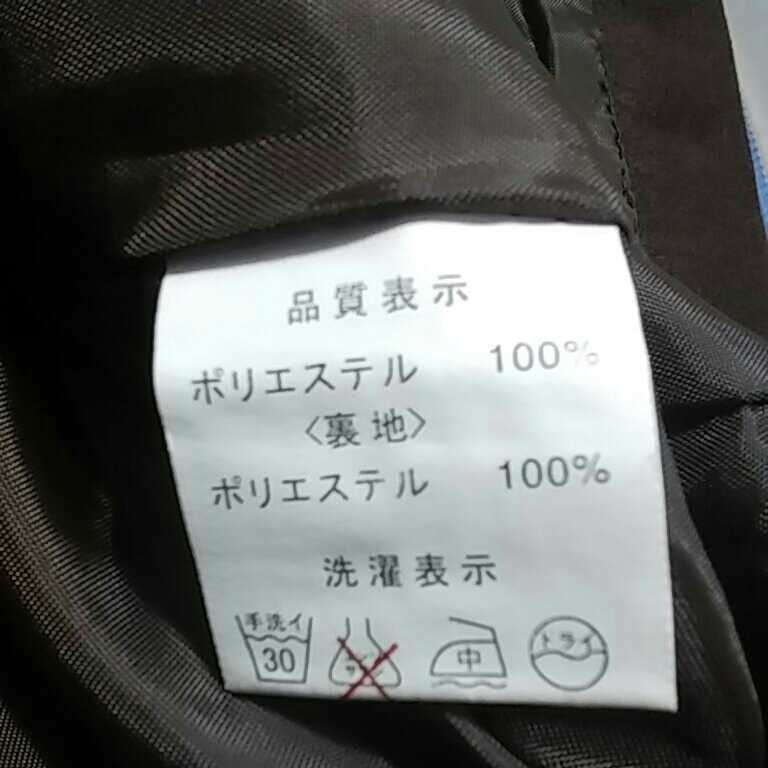 品質表示
ポリエステル 100%
〈裏地〉
ポリエステル 100%
洗濯表示
手洗イ 30 中 ドライ